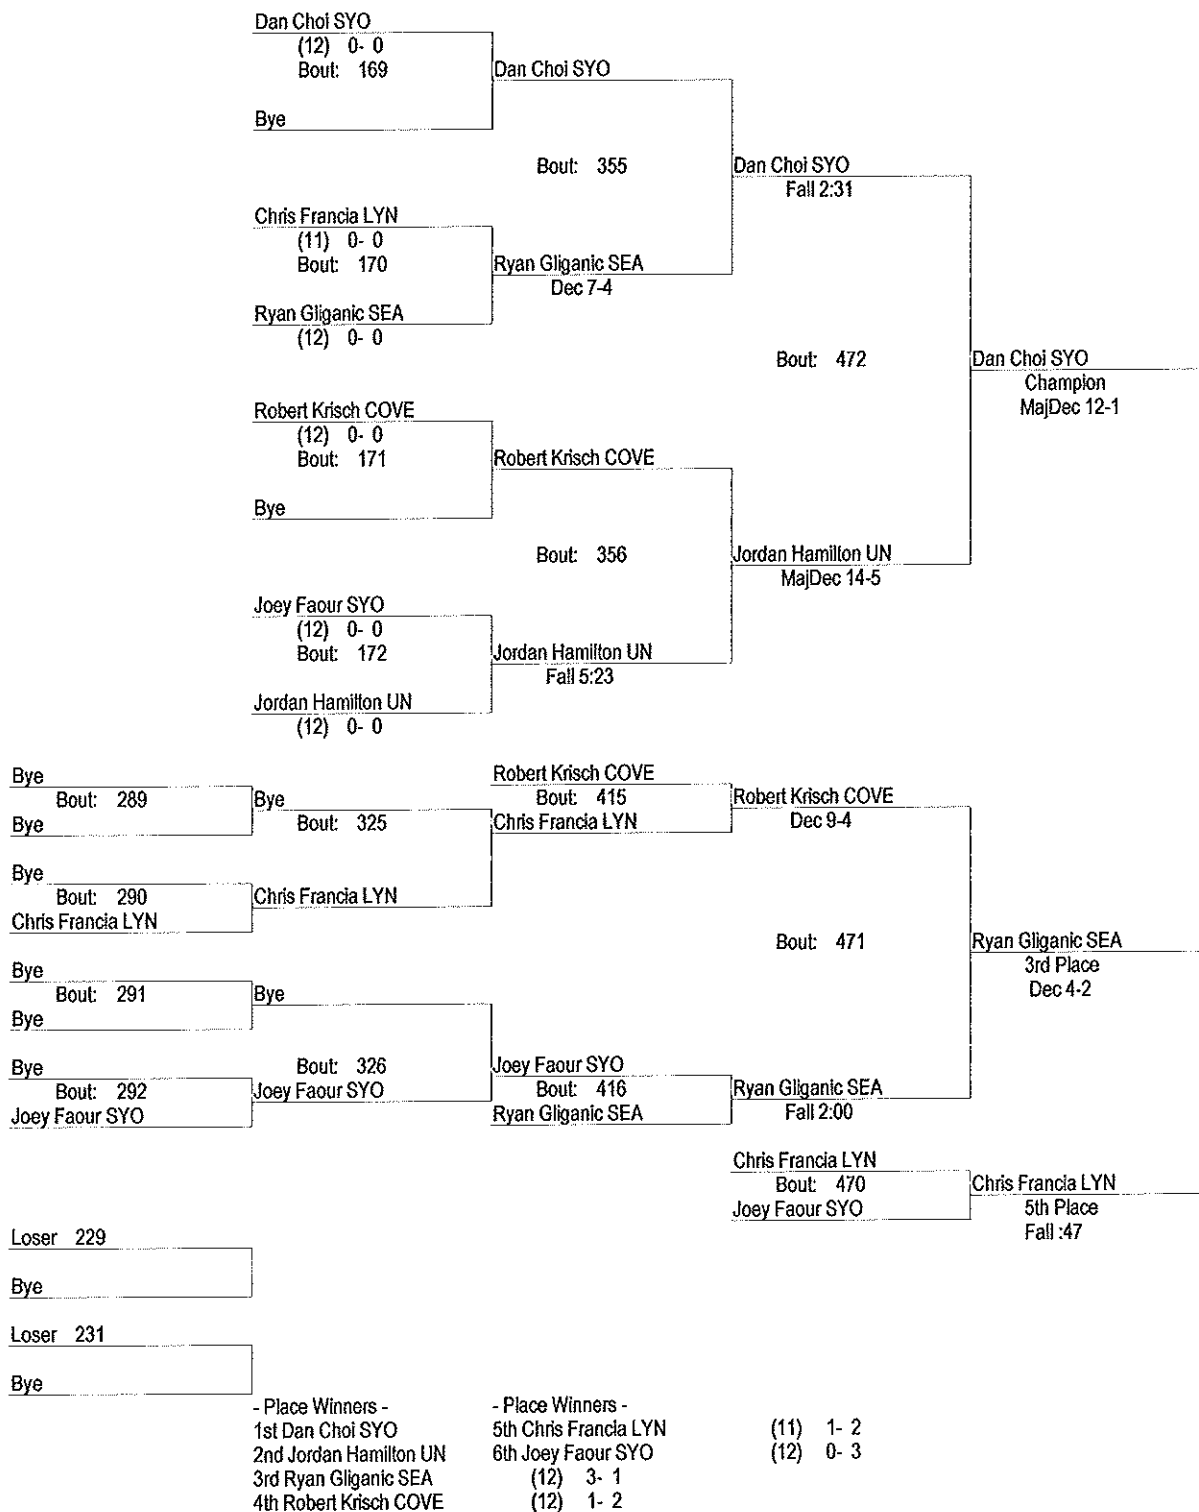 Dan Choi SYO
(12) 0- 0
Bout: 169
Dan Choi SYO
Bye
Bout: 355
Dan Choi SYO
Fall 2:31
Chris Francia LYN
(11) 0- 0
Bout: 170
Ryan Gliganic SEA
Dec 7-4
Ryan Gliganic SEA
(12) 0- 0
Bout: 472
Dan Choi SYO
Champion
MajDec 12-1
Robert Krisch COVE
(12) 0- 0
Bout: 171
Robert Krisch COVE
Bye
Bout: 356
Jordan Hamilton UN
MajDec 14-5
Joey Faour SYO
(12) 0- 0
Bout: 172
Jordan Hamilton UN
Fall 5:23
Jordan Hamilton UN
(12) 0- 0
Bye
Bout: 289
Bye
Bye
Bout: 325
Robert Krisch COVE
Bout: 415
Chris Francia LYN
Robert Krisch COVE
Dec 9-4
Bye
Bout: 290
Chris Francia LYN
Chris Francia LYN
Bout: 471
Ryan Gliganic SEA
3rd Place
Dec 4-2
Bye
Bout: 291
Bye
Bye
Bye
Bout: 292
Joey Faour SYO
Bout: 326
Joey Faour SYO
Joey Faour SYO
Bout: 416
Ryan Gliganic SEA
Ryan Gliganic SEA
Fall 2:00
Chris Francia LYN
Bout: 470
Joey Faour SYO
Chris Francia LYN
5th Place
Fall :47
Loser 229
Bye
Loser 231
Bye
- Place Winners -
1st Dan Choi SYO
2nd Jordan Hamilton UN
3rd Ryan Gliganic SEA
4th Robert Krisch COVE
- Place Winners -
5th Chris Francia LYN (11) 1- 2
6th Joey Faour SYO (12) 0- 3
(12) 3- 1
(12) 1- 2